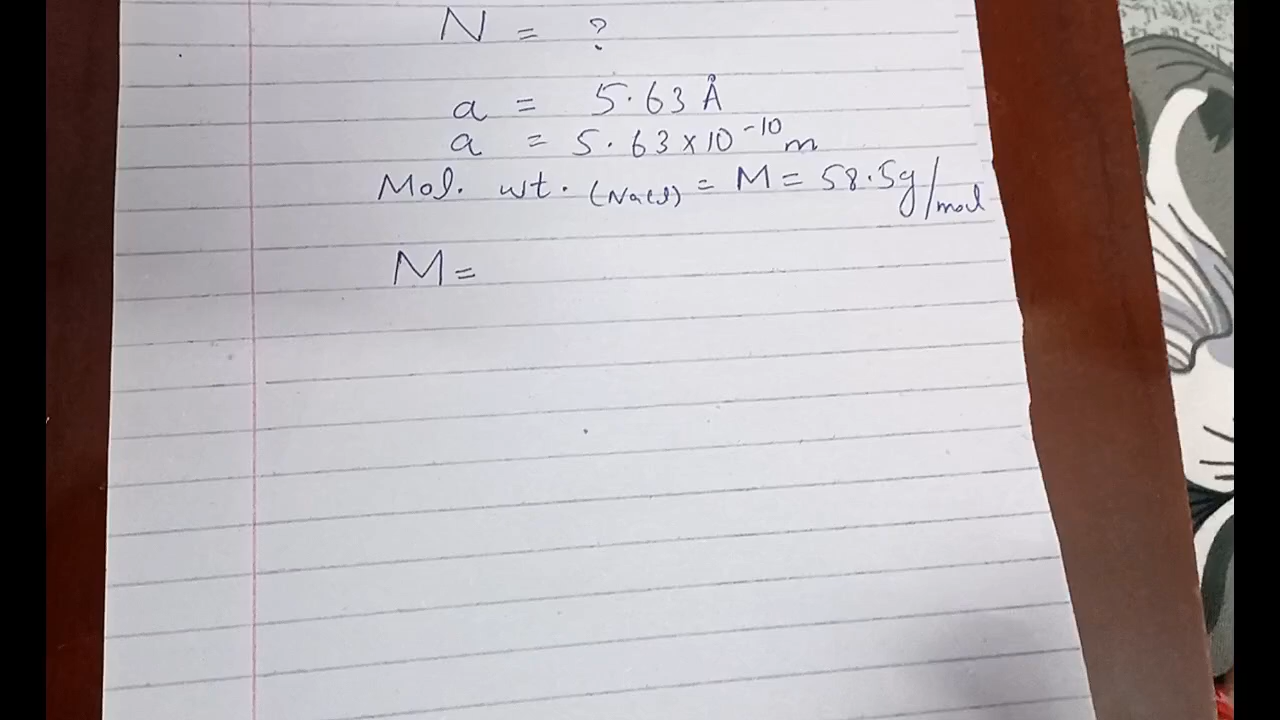 N = ?
a = 5.63 Å
a = 5.63 x 10⁻¹⁰ m
Mol. wt. (NaCl) = M = 58.5g/mol
M =